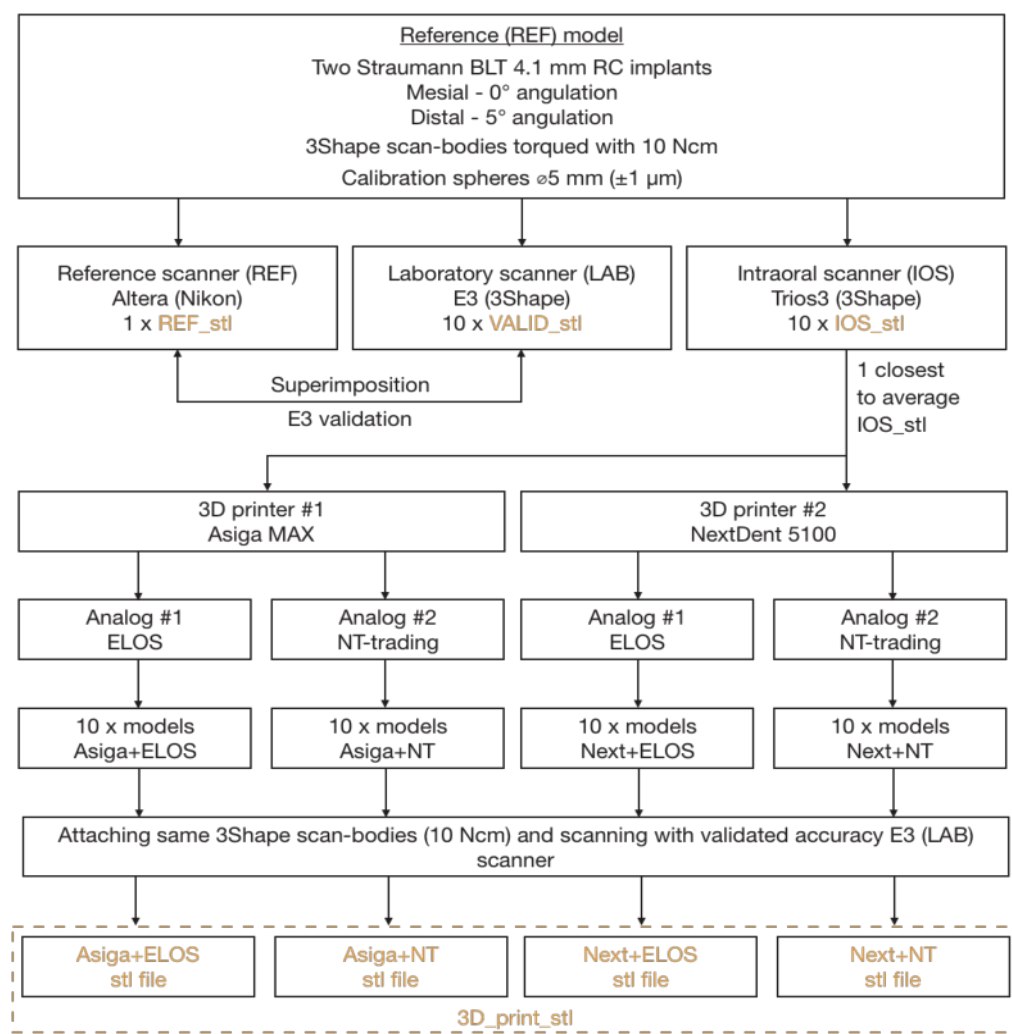 Reference (REF) model
Two Straumann BLT 4.1 mm RC implants
Mesial - 0° angulation
Distal - 5° angulation
3Shape scan-bodies torqued with 10 Ncm
Calibration spheres ⌀5 mm (±1 µm)
Reference scanner (REF)
Altera (Nikon)
1 x REF_stl
Laboratory scanner (LAB)
E3 (3Shape)
10 x VALID_stl
Intraoral scanner (IOS)
Trios3 (3Shape)
10 x IOS_stl
Superimposition
E3 validation
1 closest
to average
IOS_stl
3D printer #1
Asiga MAX
3D printer #2
NextDent 5100
Analog #1
ELOS
Analog #2
NT-trading
Analog #1
ELOS
Analog #2
NT-trading
10 x models
Asiga+ELOS
10 x models
Asiga+NT
10 x models
Next+ELOS
10 x models
Next+NT
Attaching same 3Shape scan-bodies (10 Ncm) and scanning with validated accuracy E3 (LAB)
scanner
Asiga+ELOS
stl file
Asiga+NT
stl file
Next+ELOS
stl file
Next+NT
stl file
3D_print_stl